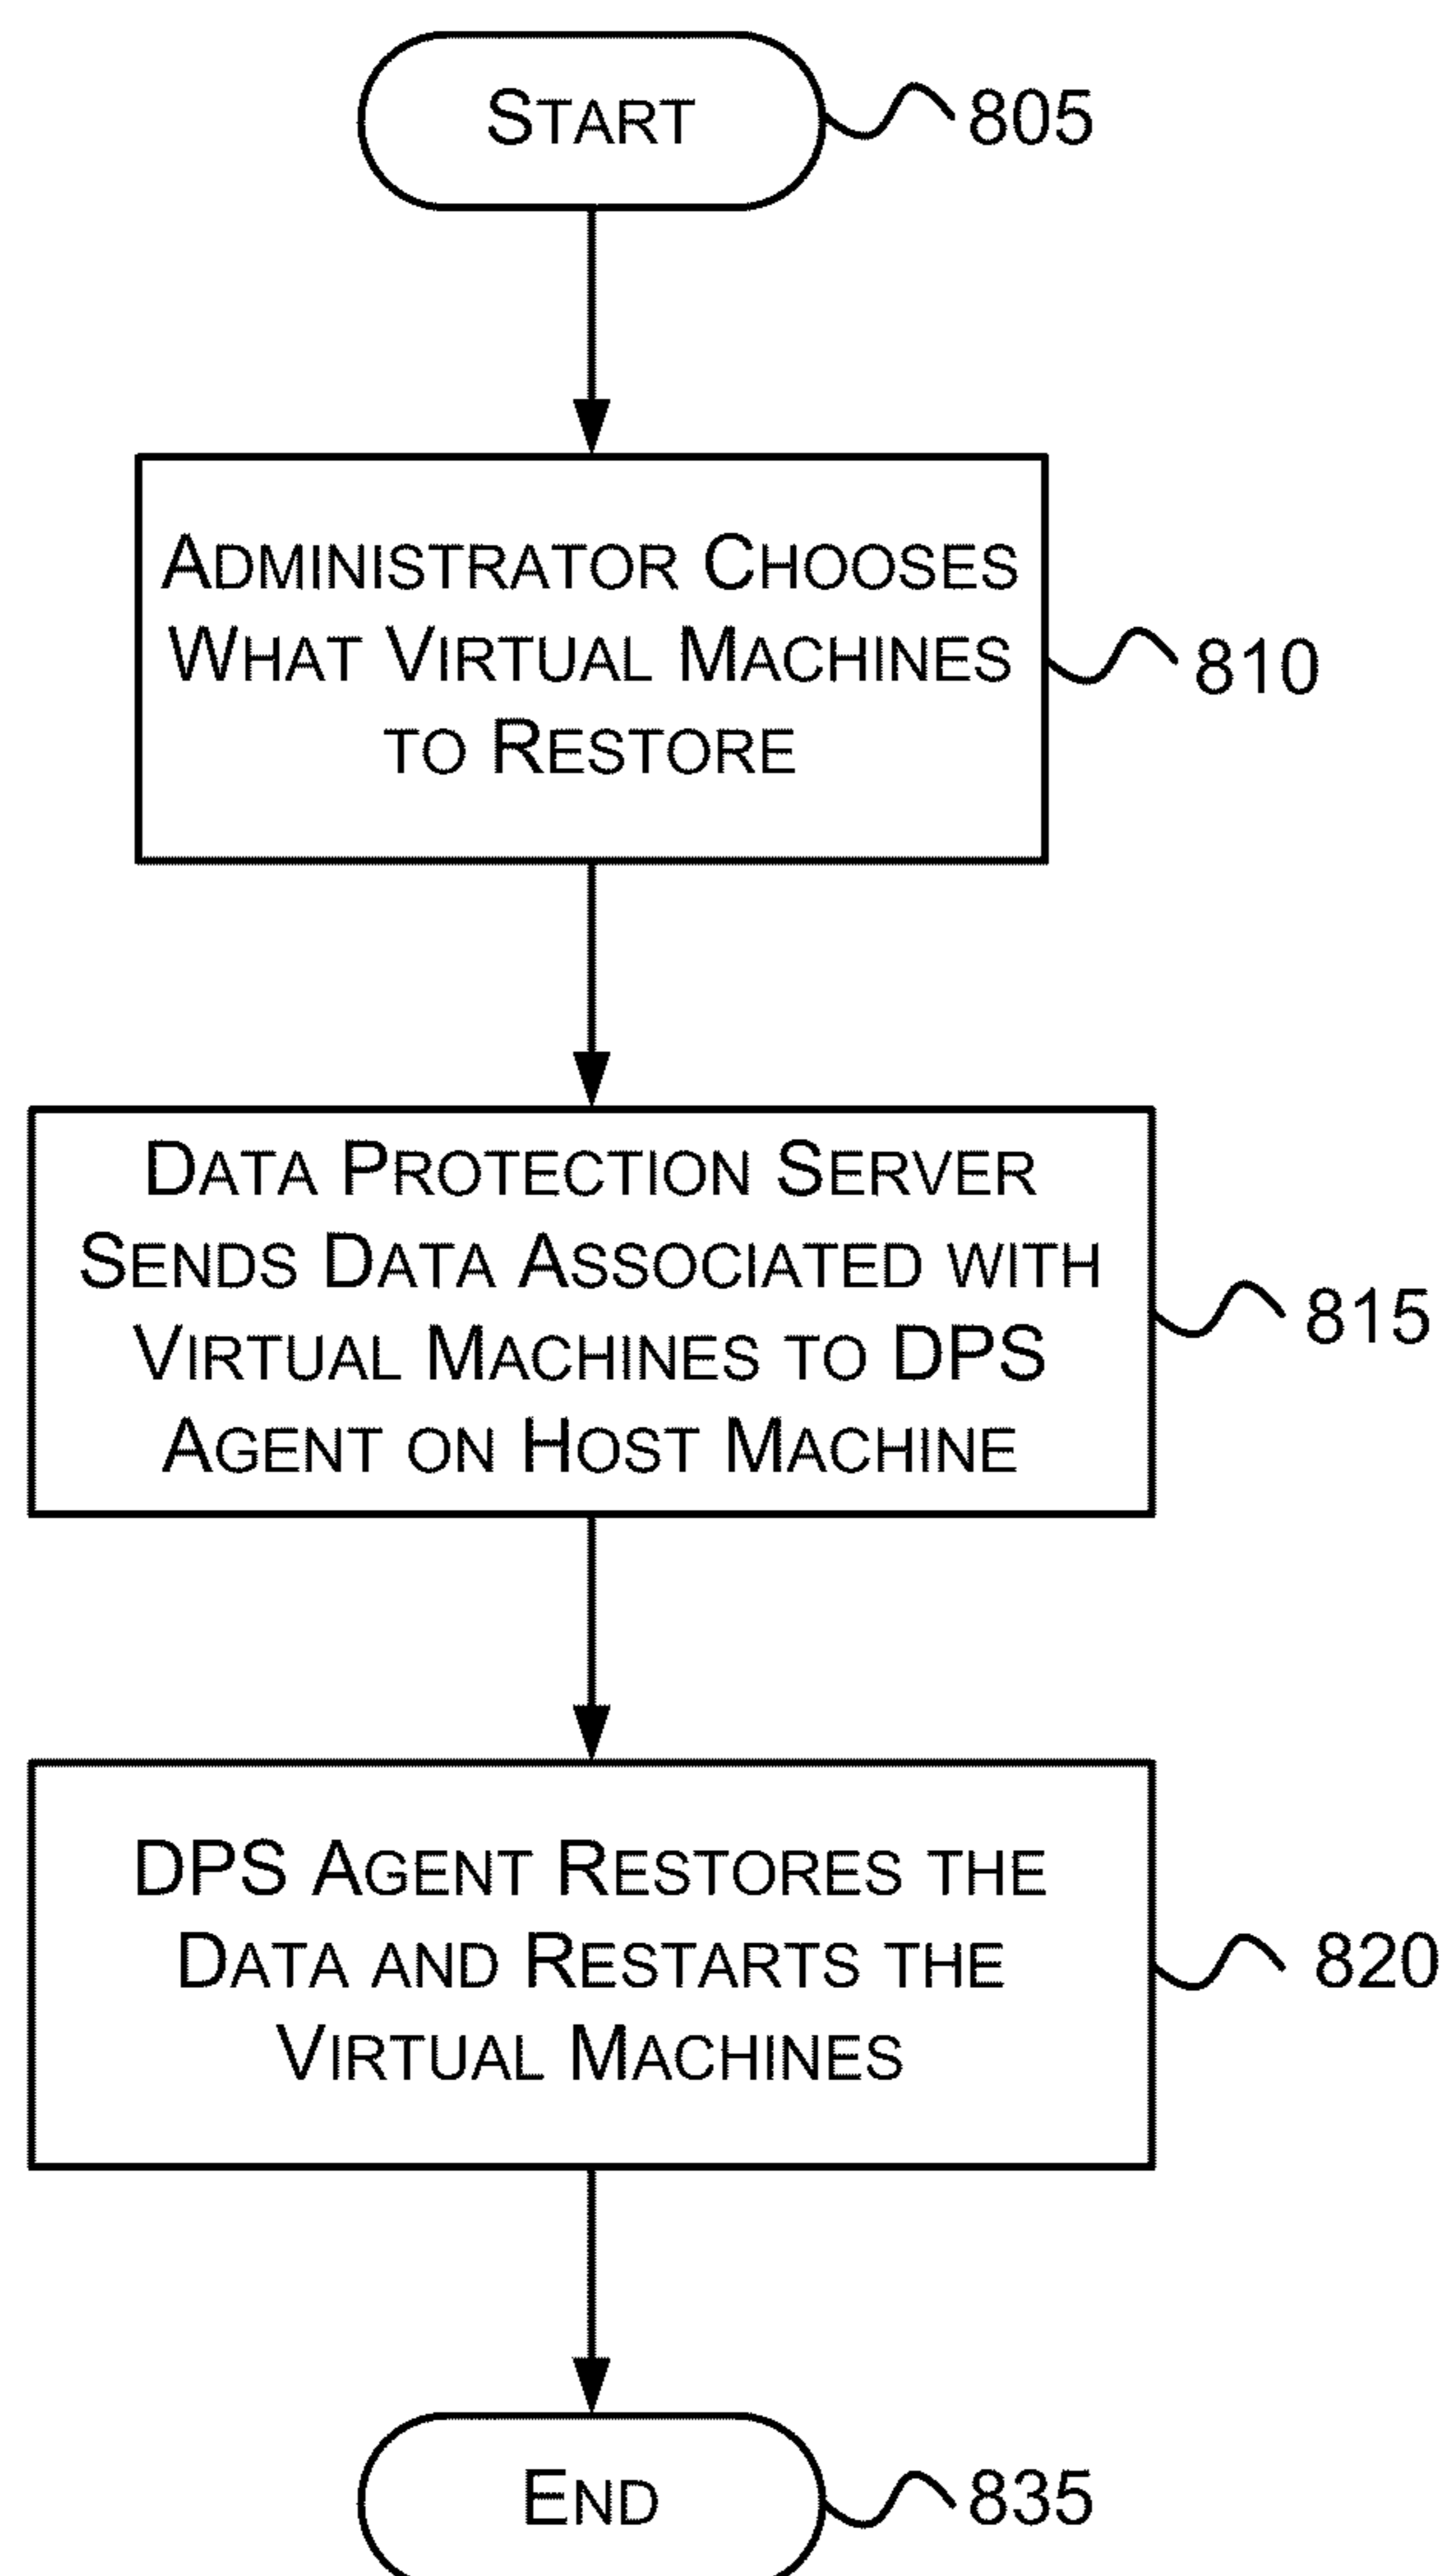 START
805
ADMINISTRATOR CHOOSES
WHAT VIRTUAL MACHINES
TO RESTORE
810
DATA PROTECTION SERVER
SENDS DATA ASSOCIATED WITH
VIRTUAL MACHINES TO DPS
AGENT ON HOST MACHINE
815
DPS AGENT RESTORES THE
DATA AND RESTARTS THE
VIRTUAL MACHINES
820
END
835